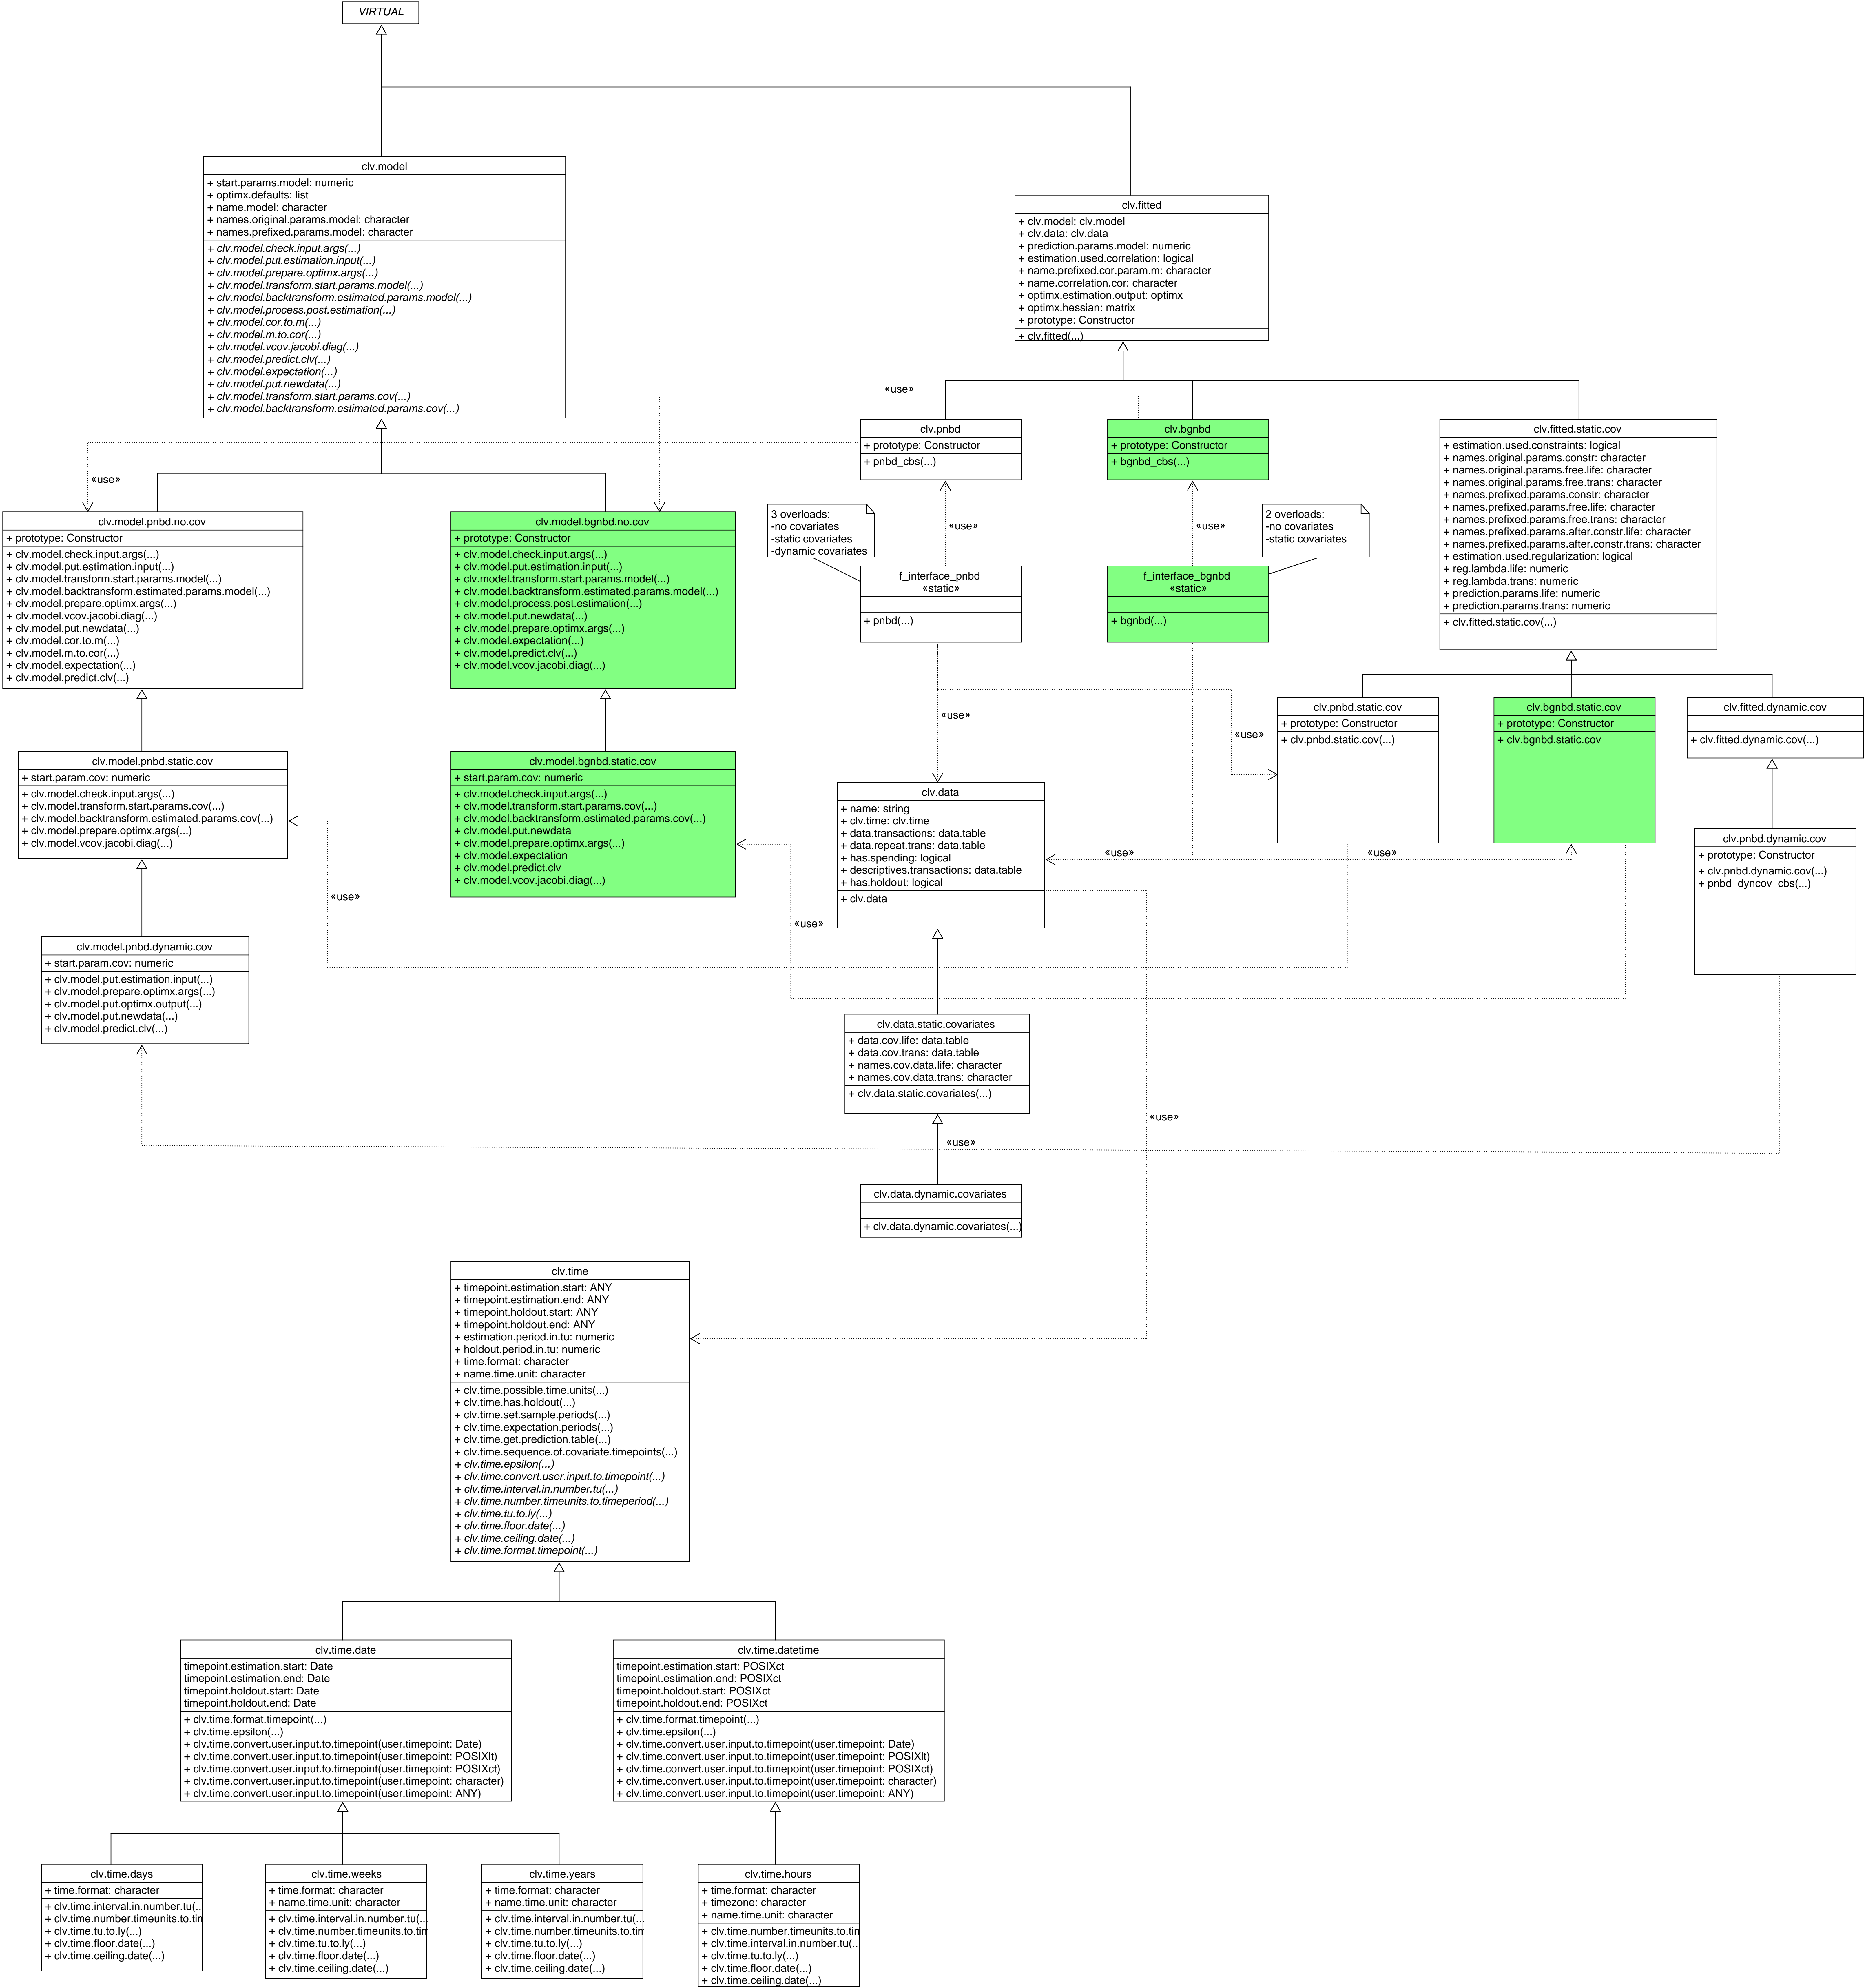 VIRTUAL
clv.model
+ start.params.model: numeric
+ optimx.defaults: list
+ name.model: character
+ names.original.params.model: character
+ names.prefixed.params.model: character
+ clv.model.check.input.args(...)
+ clv.model.put.estimation.input(...)
+ clv.model.prepare.optimx.args(...)
+ clv.model.transform.start.params.model(...)
+ clv.model.backtransform.estimated.params.model(...)
+ clv.model.process.post.estimation(...)
+ clv.model.cor.to.m(...)
+ clv.model.m.to.cor(...)
+ clv.model.vcov.jacobi.diag(...)
+ clv.model.predict.clv(...)
+ clv.model.expectation(...)
+ clv.model.put.newdata(...)
+ clv.model.transform.start.params.cov(...)
+ clv.model.backtransform.estimated.params.cov(...)
clv.fitted
+ clv.model: clv.model
+ clv.data: clv.data
+ prediction.params.model: numeric
+ estimation.used.correlation: logical
+ name.prefixed.cor.param.m: character
+ name.correlation.cor: character
+ optimx.estimation.output: optimx
+ optimx.hessian: matrix
+ prototype: Constructor
+ clv.fitted(...)
«use»
«use»
clv.pnbd
+ prototype: Constructor
+ pnbd_cbs(...)
clv.bgnbd
+ prototype: Constructor
+ bgnbd_cbs(...)
clv.fitted.static.cov
+ estimation.used.constraints: logical
+ names.original.params.constr: character
+ names.original.params.free.life: character
+ names.original.params.free.trans: character
+ names.prefixed.params.constr: character
+ names.prefixed.params.free.life: character
+ names.prefixed.params.free.trans: character
+ names.prefixed.params.after.constr.life: character
+ names.prefixed.params.after.constr.trans: character
+ estimation.used.regularization: logical
+ reg.lambda.life: numeric
+ reg.lambda.trans: numeric
+ prediction.params.life: numeric
+ prediction.params.trans: numeric
+ clv.fitted.static.cov(...)
clv.model.pnbd.no.cov
+ prototype: Constructor
+ clv.model.check.input.args(...)
+ clv.model.put.estimation.input(...)
+ clv.model.transform.start.params.model(...)
+ clv.model.backtransform.estimated.params.model(...)
+ clv.model.prepare.optimx.args(...)
+ clv.model.vcov.jacobi.diag(...)
+ clv.model.put.newdata(...)
+ clv.model.cor.to.m(...)
+ clv.model.m.to.cor(...)
+ clv.model.expectation(...)
+ clv.model.predict.clv(...)
clv.model.bgnbd.no.cov
+ prototype: Constructor
+ clv.model.check.input.args(...)
+ clv.model.put.estimation.input(...)
+ clv.model.transform.start.params.model(...)
+ clv.model.backtransform.estimated.params.model(...)
+ clv.model.process.post.estimation(...)
+ clv.model.put.newdata(...)
+ clv.model.prepare.optimx.args(...)
+ clv.model.expectation(...)
+ clv.model.predict.clv(...)
+ clv.model.vcov.jacobi.diag(...)
3 overloads:
-no covariates
-static covariates
-dynamic covariates
«use»
«use»
2 overloads:
-no covariates
-static covariates
f_interface_pnbd
«static»
+ pnbd(...)
f_interface_bgnbd
«static»
+ bgnbd(...)
«use»
«use»
clv.pnbd.static.cov
+ prototype: Constructor
+ clv.pnbd.static.cov(...)
clv.bgnbd.static.cov
+ prototype: Constructor
+ clv.bgnbd.static.cov
clv.fitted.dynamic.cov
+ clv.fitted.dynamic.cov(...)
clv.model.pnbd.static.cov
+ start.param.cov: numeric
+ clv.model.check.input.args(...)
+ clv.model.transform.start.params.cov(...)
+ clv.model.backtransform.estimated.params.cov(...)
+ clv.model.prepare.optimx.args(...)
+ clv.model.vcov.jacobi.diag(...)
clv.model.bgnbd.static.cov
+ start.param.cov: numeric
+ clv.model.check.input.args(...)
+ clv.model.transform.start.params.cov(...)
+ clv.model.backtransform.estimated.params.cov(...)
+ clv.model.put.newdata
+ clv.model.prepare.optimx.args(...)
+ clv.model.expectation
+ clv.model.predict.clv
+ clv.model.vcov.jacobi.diag(...)
clv.data
+ name: string
+ clv.time: clv.time
+ data.transactions: data.table
+ data.repeat.trans: data.table
+ has.spending: logical
+ descriptives.transactions: data.table
+ has.holdout: logical
+ clv.data
«use»
«use»
clv.pnbd.dynamic.cov
+ prototype: Constructor
+ clv.pnbd.dynamic.cov(...)
+ pnbd_dyncov_cbs(...)
«use»
«use»
clv.model.pnbd.dynamic.cov
+ start.param.cov: numeric
+ clv.model.put.estimation.input(...)
+ clv.model.prepare.optimx.args(...)
+ clv.model.put.optimx.output(...)
+ clv.model.put.newdata(...)
+ clv.model.predict.clv(...)
clv.data.static.covariates
+ data.cov.life: data.table
+ data.cov.trans: data.table
+ names.cov.data.life: character
+ names.cov.data.trans: character
+ clv.data.static.covariates(...)
«use»
«use»
clv.data.dynamic.covariates
+ clv.data.dynamic.covariates(...)
clv.time
+ timepoint.estimation.start: ANY
+ timepoint.estimation.end: ANY
+ timepoint.holdout.start: ANY
+ timepoint.holdout.end: ANY
+ estimation.period.in.tu: numeric
+ holdout.period.in.tu: numeric
+ time.format: character
+ name.time.unit: character
+ clv.time.possible.time.units(...)
+ clv.time.has.holdout(...)
+ clv.time.set.sample.periods(...)
+ clv.time.expectation.periods(...)
+ clv.time.get.prediction.table(...)
+ clv.time.sequence.of.covariate.timepoints(...)
+ clv.time.epsilon(...)
+ clv.time.convert.user.input.to.timepoint(...)
+ clv.time.interval.in.number.tu(...)
+ clv.time.number.timeunits.to.timeperiod(...)
+ clv.time.tu.to.ly(...)
+ clv.time.floor.date(...)
+ clv.time.ceiling.date(...)
+ clv.time.format.timepoint(...)
clv.time.date
timepoint.estimation.start: Date
timepoint.estimation.end: Date
timepoint.holdout.start: Date
timepoint.holdout.end: Date
+ clv.time.format.timepoint(...)
+ clv.time.epsilon(...)
+ clv.time.convert.user.input.to.timepoint(user.timepoint: Date)
+ clv.time.convert.user.input.to.timepoint(user.timepoint: POSIXlt)
+ clv.time.convert.user.input.to.timepoint(user.timepoint: POSIXct)
+ clv.time.convert.user.input.to.timepoint(user.timepoint: character)
+ clv.time.convert.user.input.to.timepoint(user.timepoint: ANY)
clv.time.datetime
timepoint.estimation.start: POSIXct
timepoint.estimation.end: POSIXct
timepoint.holdout.start: POSIXct
timepoint.holdout.end: POSIXct
+ clv.time.format.timepoint(...)
+ clv.time.epsilon(...)
+ clv.time.convert.user.input.to.timepoint(user.timepoint: Date)
+ clv.time.convert.user.input.to.timepoint(user.timepoint: POSIXlt)
+ clv.time.convert.user.input.to.timepoint(user.timepoint: POSIXct)
+ clv.time.convert.user.input.to.timepoint(user.timepoint: character)
+ clv.time.convert.user.input.to.timepoint(user.timepoint: ANY)
clv.time.days
+ time.format: character
+ clv.time.interval.in.number.tu(...
+ clv.time.number.timeunits.to.tim
+ clv.time.tu.to.ly(...)
+ clv.time.floor.date(...)
+ clv.time.ceiling.date(...)
clv.time.weeks
+ time.format: character
+ name.time.unit: character
+ clv.time.interval.in.number.tu(...
+ clv.time.number.timeunits.to.tim
+ clv.time.tu.to.ly(...)
+ clv.time.floor.date(...)
+ clv.time.ceiling.date(...)
clv.time.years
+ time.format: character
+ name.time.unit: character
+ clv.time.interval.in.number.tu(...
+ clv.time.number.timeunits.to.tim
+ clv.time.tu.to.ly(...)
+ clv.time.floor.date(...)
+ clv.time.ceiling.date(...)
clv.time.hours
+ time.format: character
+ timezone: character
+ name.time.unit: character
+ clv.time.number.timeunits.to.tim
+ clv.time.interval.in.number.tu(...
+ clv.time.tu.to.ly(...)
+ clv.time.floor.date(...)
+ clv.time.ceiling.date(...)